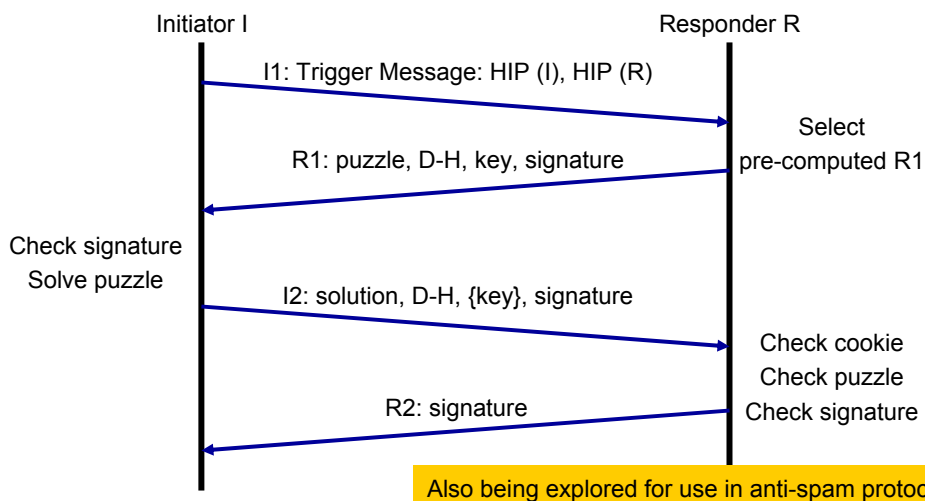 Initiator I
Responder R
I1: Trigger Message: HIP (I), HIP (R)
Select
pre-computed R1
R1: puzzle, D-H, key, signature
Check signature
Solve puzzle
I2: solution, D-H, {key}, signature
Check cookie
Check puzzle
Check signature
R2: signature
Also being explored for use in anti-spam protoc